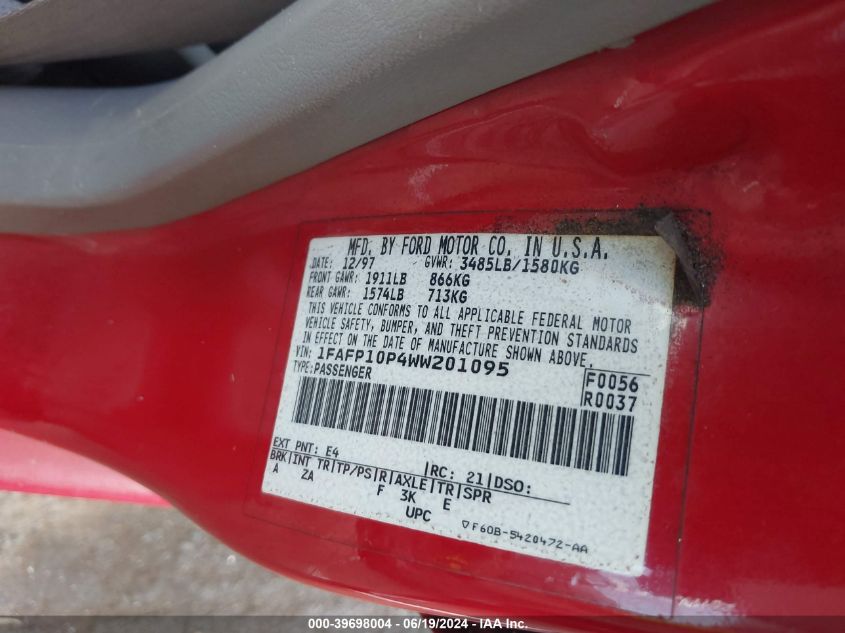 MFD. BY FORD MOTOR CO. IN U.S.A.
DATE: 12/97 GVWR: 3485LB/1580KG
FRONT GAWR: 1911LB 866KG
REAR GAWR: 1574LB 713KG
THIS VEHICLE CONFORMS TO ALL APPLICABLE FEDERAL MOTOR
VEHICLE SAFETY, BUMPER, AND THEFT PREVENTION STANDARDS
IN EFFECT ON THE DATE OF MANUFACTURE SHOWN ABOVE.
VIN: 1FAFP10P4WW201095
TYPE:PASSENGER
F0056
R0037
EXT PNT: E4 RC: 21 DSO:
BRK INT TR TP/PS R AXLE TR SPR
A ZA F 3K E
UPC
▽F60B-5420472-AA
000-39698004 - 06/19/2024 - IAAI.com